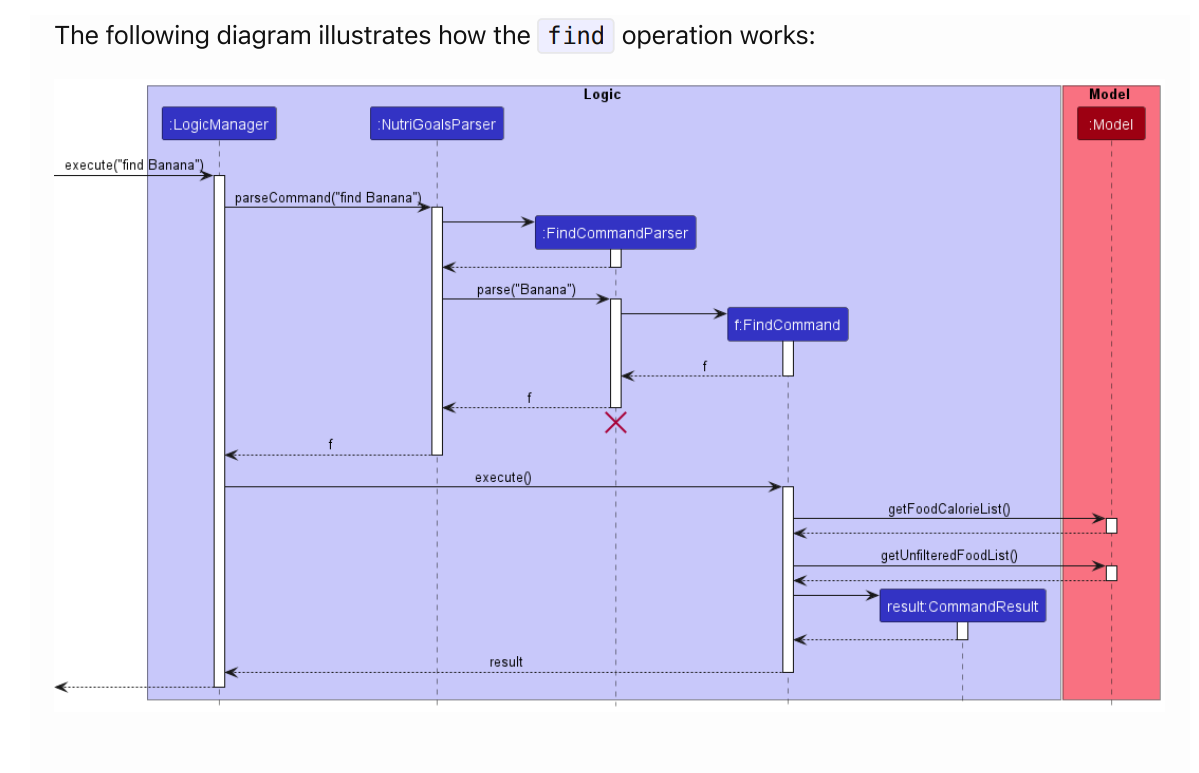 The following diagram illustrates how the find operation works:
Logic
Model
:LogicManager
:NutriGoalsParser
:Model
execute("find Banana")
parseCommand("find Banana")
:FindCommandParser
parse("Banana")
f:FindCommand
f
f
f
execute()
getFoodCalorieList()
getUnfilteredFoodList()
result:CommandResult
result